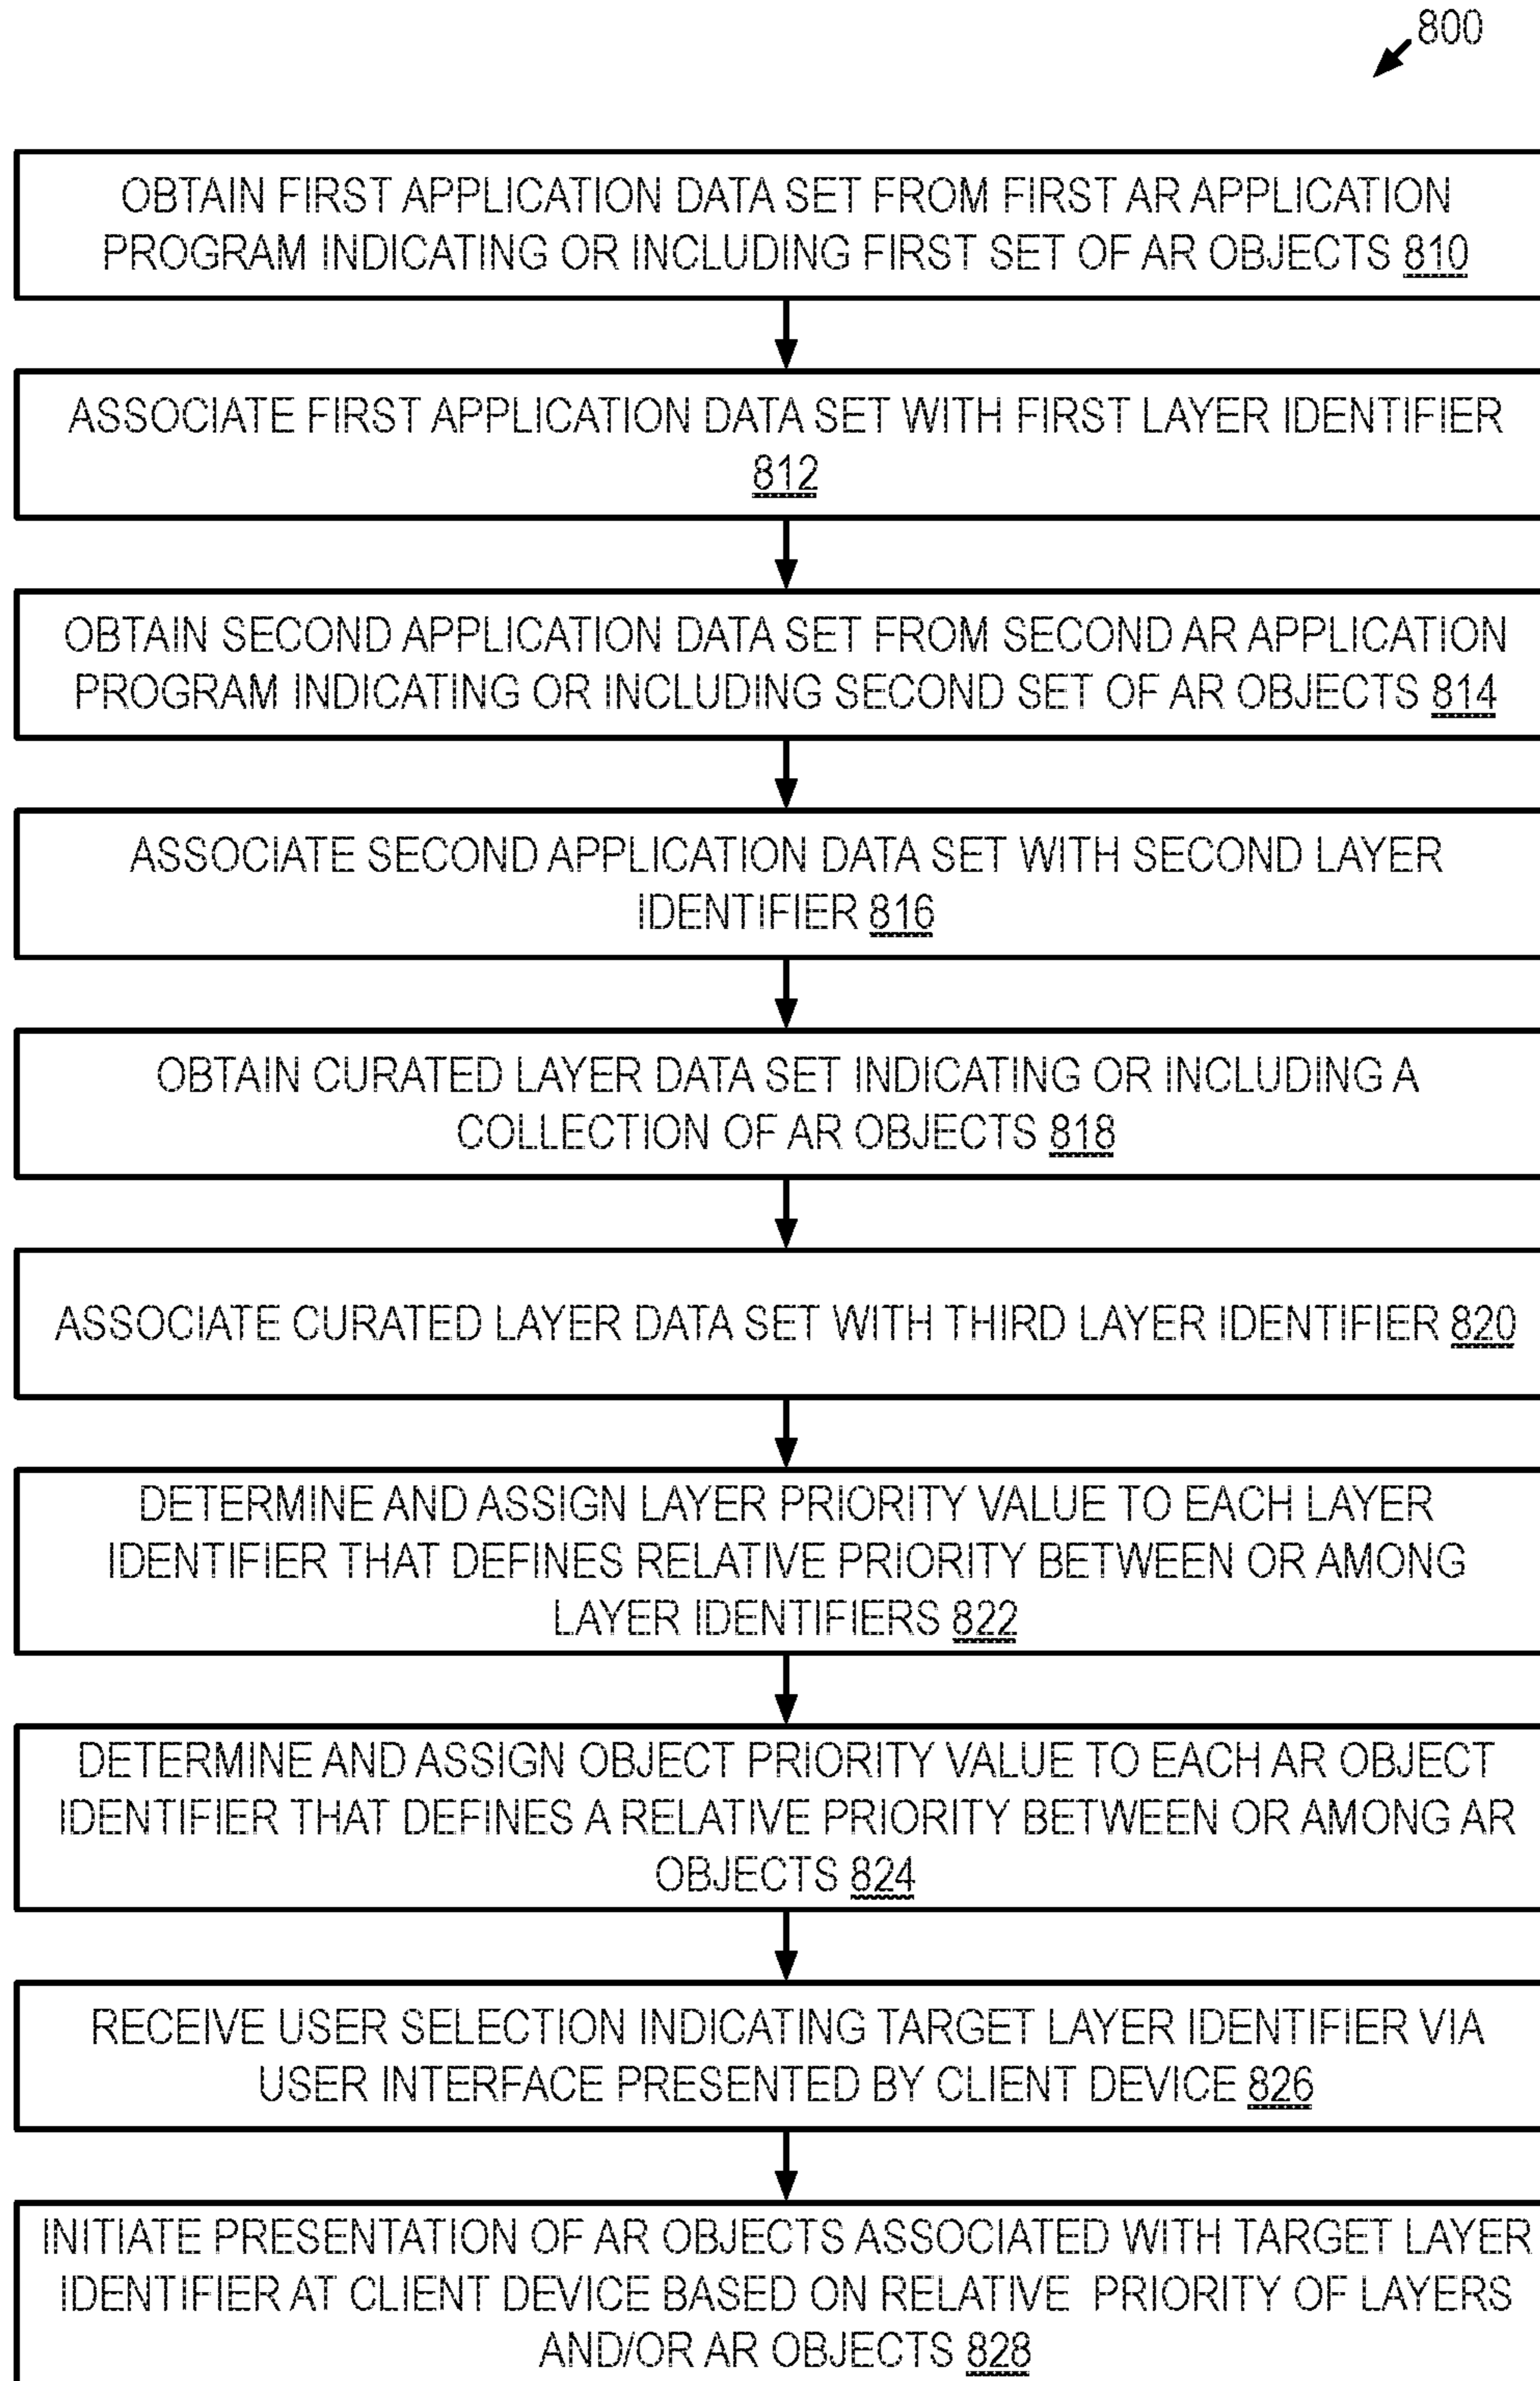 800
OBTAIN FIRST APPLICATION DATA SET FROM FIRST AR APPLICATION
PROGRAM INDICATING OR INCLUDING FIRST SET OF AR OBJECTS 810
ASSOCIATE FIRST APPLICATION DATA SET WITH FIRST LAYER IDENTIFIER
812
OBTAIN SECOND APPLICATION DATA SET FROM SECOND AR APPLICATION
PROGRAM INDICATING OR INCLUDING SECOND SET OF AR OBJECTS 814
ASSOCIATE SECOND APPLICATION DATA SET WITH SECOND LAYER
IDENTIFIER 816
OBTAIN CURATED LAYER DATA SET INDICATING OR INCLUDING A
COLLECTION OF AR OBJECTS 818
ASSOCIATE CURATED LAYER DATA SET WITH THIRD LAYER IDENTIFIER 820
DETERMINE AND ASSIGN LAYER PRIORITY VALUE TO EACH LAYER
IDENTIFIER THAT DEFINES RELATIVE PRIORITY BETWEEN OR AMONG
LAYER IDENTIFIERS 822
DETERMINE AND ASSIGN OBJECT PRIORITY VALUE TO EACH AR OBJECT
IDENTIFIER THAT DEFINES A RELATIVE PRIORITY BETWEEN OR AMONG AR
OBJECTS 824
RECEIVE USER SELECTION INDICATING TARGET LAYER IDENTIFIER VIA
USER INTERFACE PRESENTED BY CLIENT DEVICE 826
INITIATE PRESENTATION OF AR OBJECTS ASSOCIATED WITH TARGET LAYER
IDENTIFIER AT CLIENT DEVICE BASED ON RELATIVE PRIORITY OF LAYERS
AND/OR AR OBJECTS 828